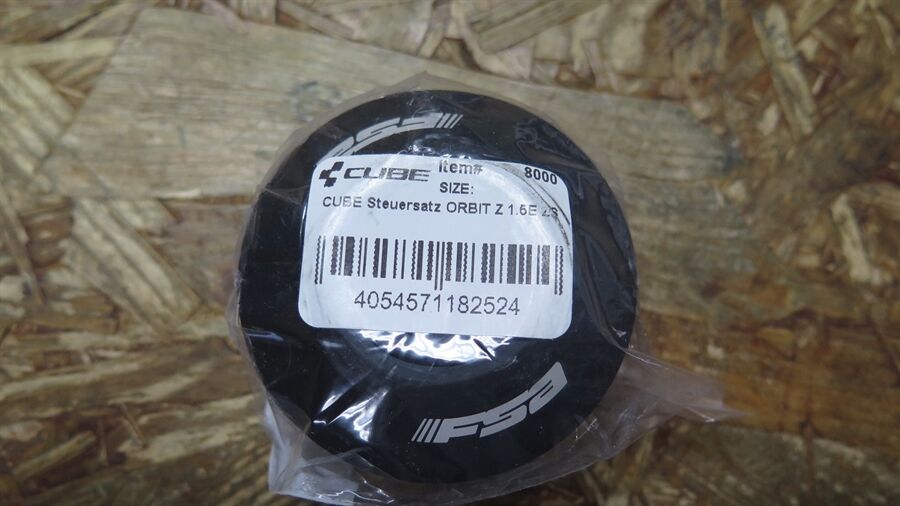 FSA
CUBE Item# 8000
SIZE:
CUBE Steuersatz ORBIT Z 1.5E ZS
4054571182524
FSA